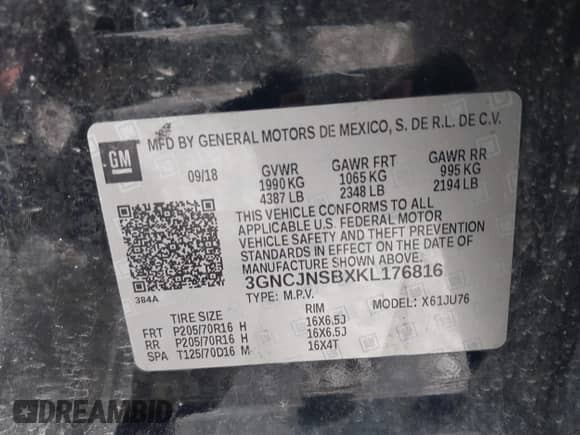 GM
MFD BY GENERAL MOTORS DE MEXICO, S. DE R.L. DE C.V.
09/18 GVWR GAWR FRT GAWR RR
1990 KG 1065 KG 995 KG
4387 LB 2348 LB 2194 LB
THIS VEHICLE CONFORMS TO ALL
APPLICABLE U.S. FEDERAL MOTOR
VEHICLE SAFETY AND THEFT PREVENTION
STANDARDS IN EFFECT ON THE DATE OF
MANUFACTURE SHOWN ABOVE.
384A
3GNCJNSBXKL176816
TYPE: M.P.V. MODEL: X61JU76
TIRE SIZE RIM
FRT P205/70R16 H 16X6.5J
RR P205/70R16 H 16X6.5J
SPA T125/70D16 M 16X4T
DREAMBID